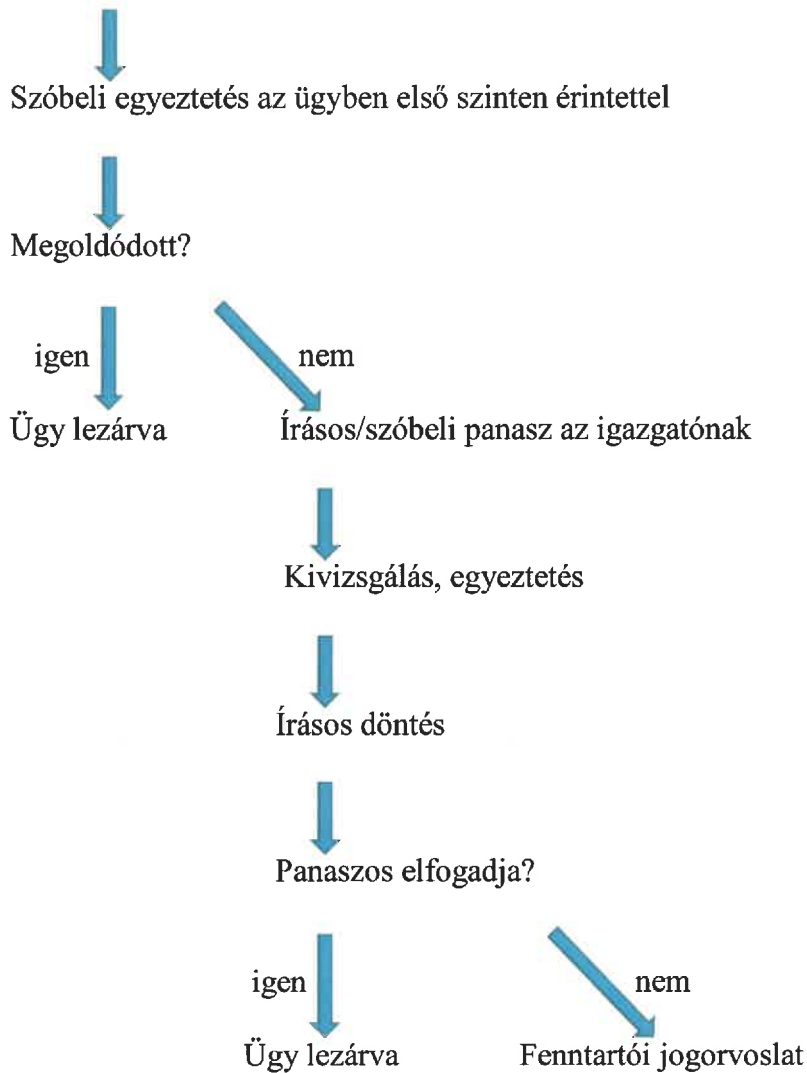 Szóbeli egyeztetés az ügyben első szinten érintettel
Megoldódott?
igen
nem
Ügy lezárva
Írásos/szóbeli panasz az igazgatónak
Kivizsgálás, egyeztetés
Írásos döntés
Panaszos elfogadja?
igen
nem
Ügy lezárva
Fenntartói jogorvoslat